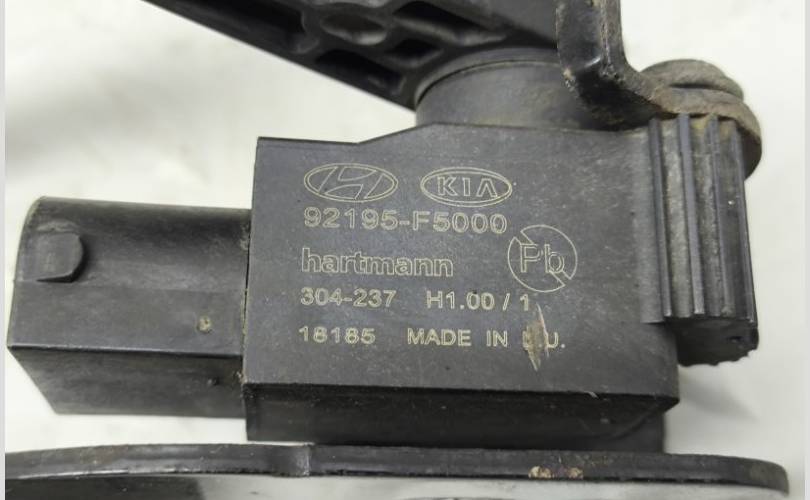 KIA
92195-F5000
hartmann Pb
304-237 H1.00 / 1
18185 MADE IN E.U.